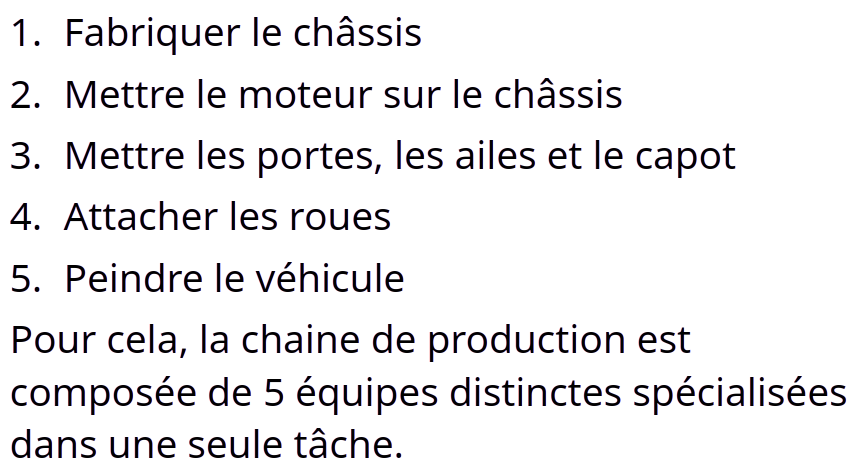 1. Fabriquer le châssis
2. Mettre le moteur sur le châssis
3. Mettre les portes, les ailes et le capot
4. Attacher les roues
5. Peindre le véhicule
Pour cela, la chaine de production est
composée de 5 équipes distinctes spécialisées
dans une seule tâche.